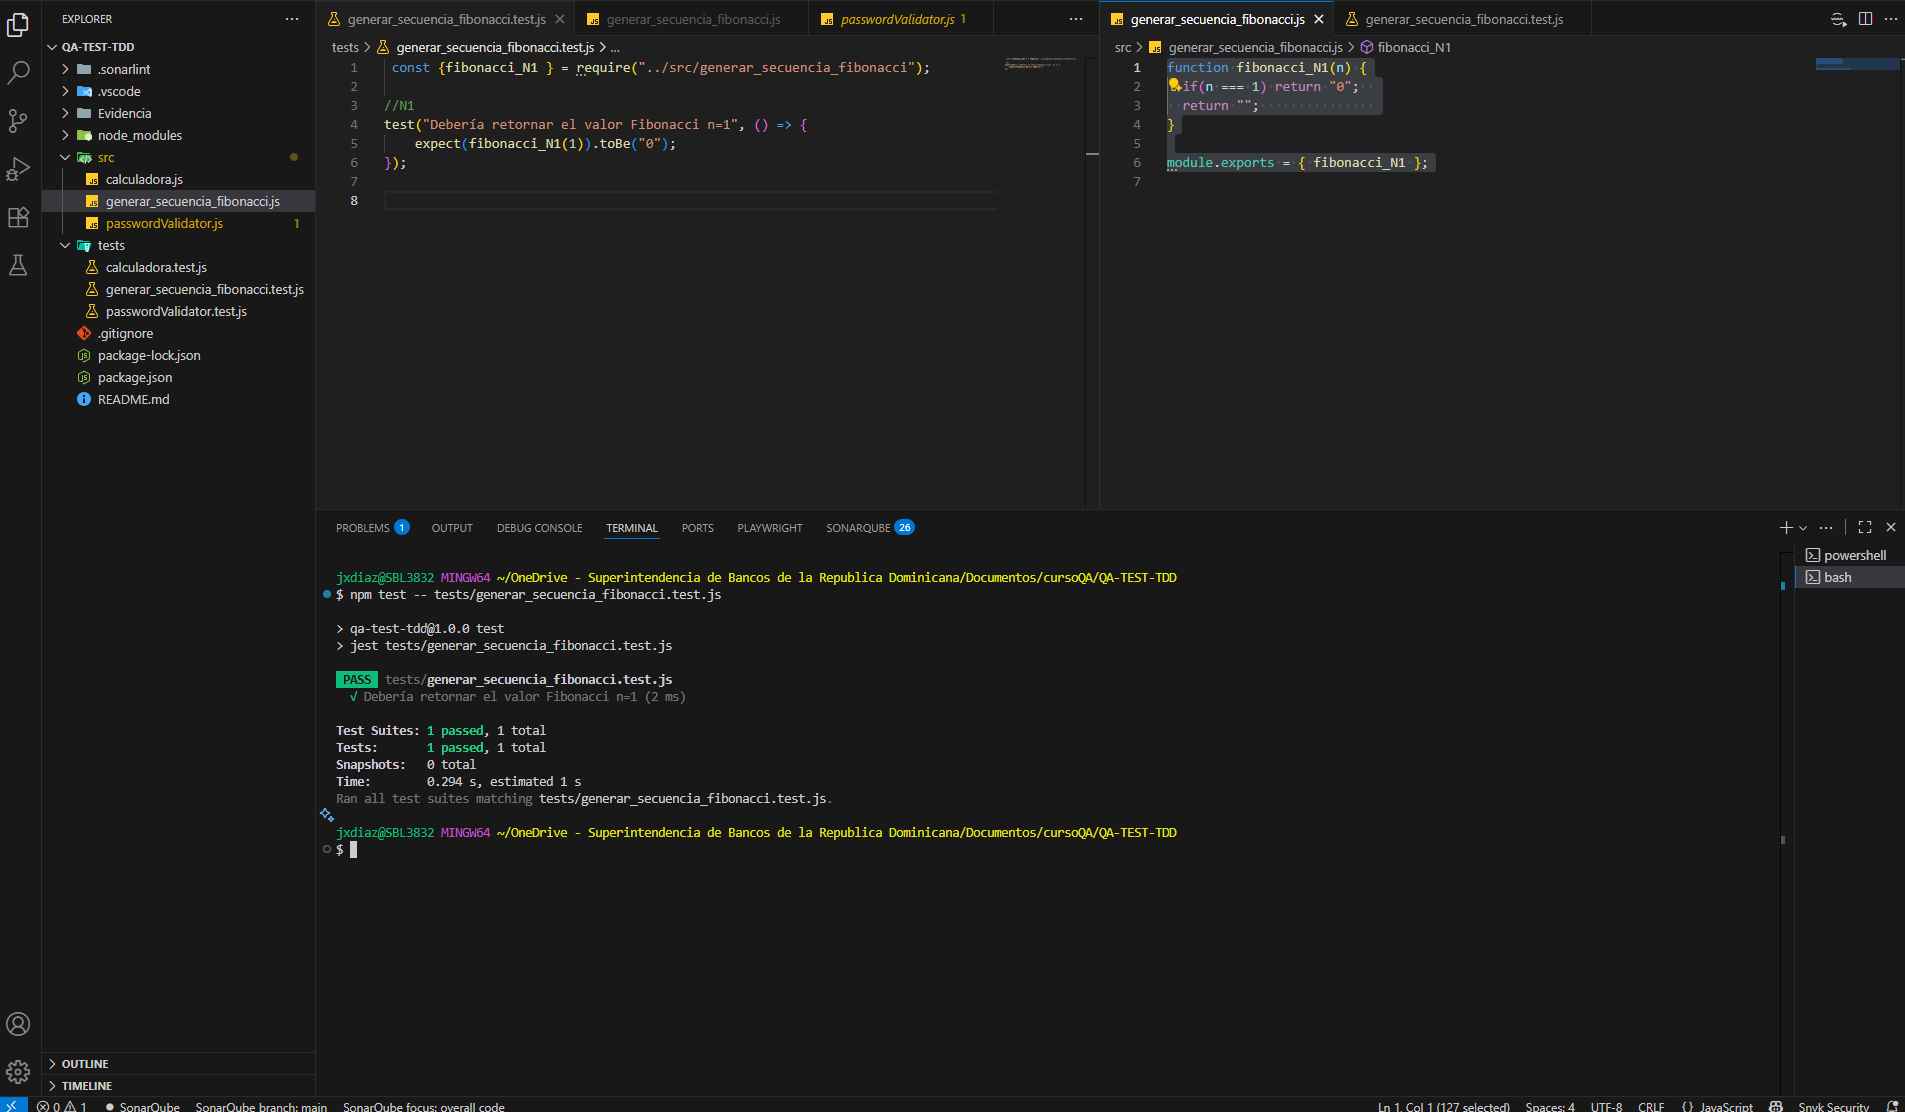 EXPLORER
QA-TEST-TDD
.sonarlint
.vscode
Evidencia
node_modules
src
calculadora.js
generar_secuencia_fibonacci.js
passwordValidator.js 1
tests
calculadora.test.js
generar_secuencia_fibonacci.test.js
passwordValidator.test.js
.gitignore
package-lock.json
package.json
README.md
OUTLINE
TIMELINE
generar_secuencia_fibonacci.test.js generar_secuencia_fibonacci.js passwordValidator.js 1
tests > generar_secuencia_fibonacci.test.js > ...
1 const {fibonacci_N1 } = require("../src/generar_secuencia_fibonacci");
2
3 //N1
4 test("Debería retornar el valor Fibonacci n=1", () => {
5 expect(fibonacci_N1(1)).toBe("0");
6 });
7
8
generar_secuencia_fibonacci.js generar_secuencia_fibonacci.test.js
src > generar_secuencia_fibonacci.js > fibonacci_N1
1 function fibonacci_N1(n) {
2 if(n === 1) return "0";
3 return "";
4 }
5
6 module.exports = { fibonacci_N1 };
7
PROBLEMS 1 OUTPUT DEBUG CONSOLE TERMINAL PORTS PLAYWRIGHT SONARQUBE 26
jxdiaz@SBL3832 MINGW64 ~/OneDrive - Superintendencia de Bancos de la Republica Dominicana/Documentos/cursoQA/QA-TEST-TDD
$ npm test -- tests/generar_secuencia_fibonacci.test.js
> qa-test-tdd@1.0.0 test
> jest tests/generar_secuencia_fibonacci.test.js
PASS tests/generar_secuencia_fibonacci.test.js
√ Debería retornar el valor Fibonacci n=1 (2 ms)
Test Suites: 1 passed, 1 total
Tests: 1 passed, 1 total
Snapshots: 0 total
Time: 0.294 s, estimated 1 s
Ran all test suites matching tests/generar_secuencia_fibonacci.test.js.
jxdiaz@SBL3832 MINGW64 ~/OneDrive - Superintendencia de Bancos de la Republica Dominicana/Documentos/cursoQA/QA-TEST-TDD
$
powershell
bash
0 1 SonarQube SonarQube branch: main SonarQube focus: overall code Ln 1, Col 1 (127 selected) Spaces: 4 UTF-8 CRLF {} JavaScript Snyk Security